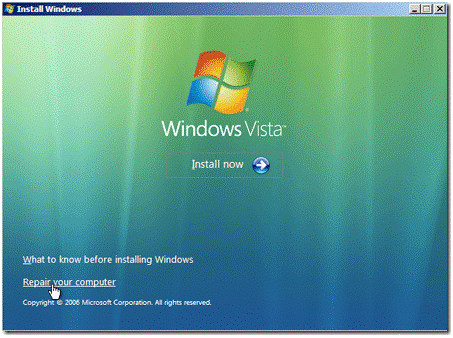 Install Windows
Windows Vista™
Install now
What to know before installing Windows
Repair your computer
Copyright © 2006 Microsoft Corporation. All rights reserved.